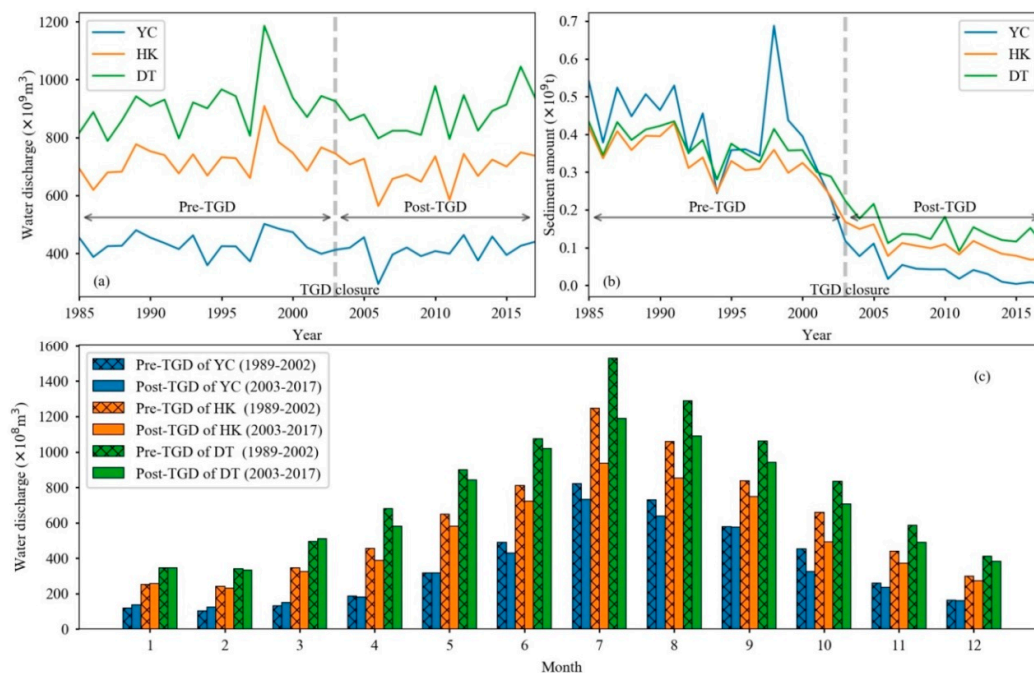 1200
1000
800
600
400
YC
HK
DT
Pre-TGD
Post-TGD
(a)
TGD closure
1985
1990
1995
2000
2005
2010
2015
Year
Water discharge (×10⁹m³)
0.7
0.6
0.5
0.4
0.3
0.2
0.1
0.0
YC
HK
DT
Pre-TGD
Post-TGD
(b)
TGD closure
1985
1990
1995
2000
2005
2010
2015
Year
Sediment amount (×10⁹t)
1600
1400
1200
1000
800
600
400
200
0
Pre-TGD of YC (1989-2002)
Post-TGD of YC (2003-2017)
Pre-TGD of HK (1989-2002)
Post-TGD of HK (2003-2017)
Pre-TGD of DT (1989-2002)
Post-TGD of DT (2003-2017)
(c)
Water discharge (×10⁸m³)
1
2
3
4
5
6
7
8
9
10
11
12
Month